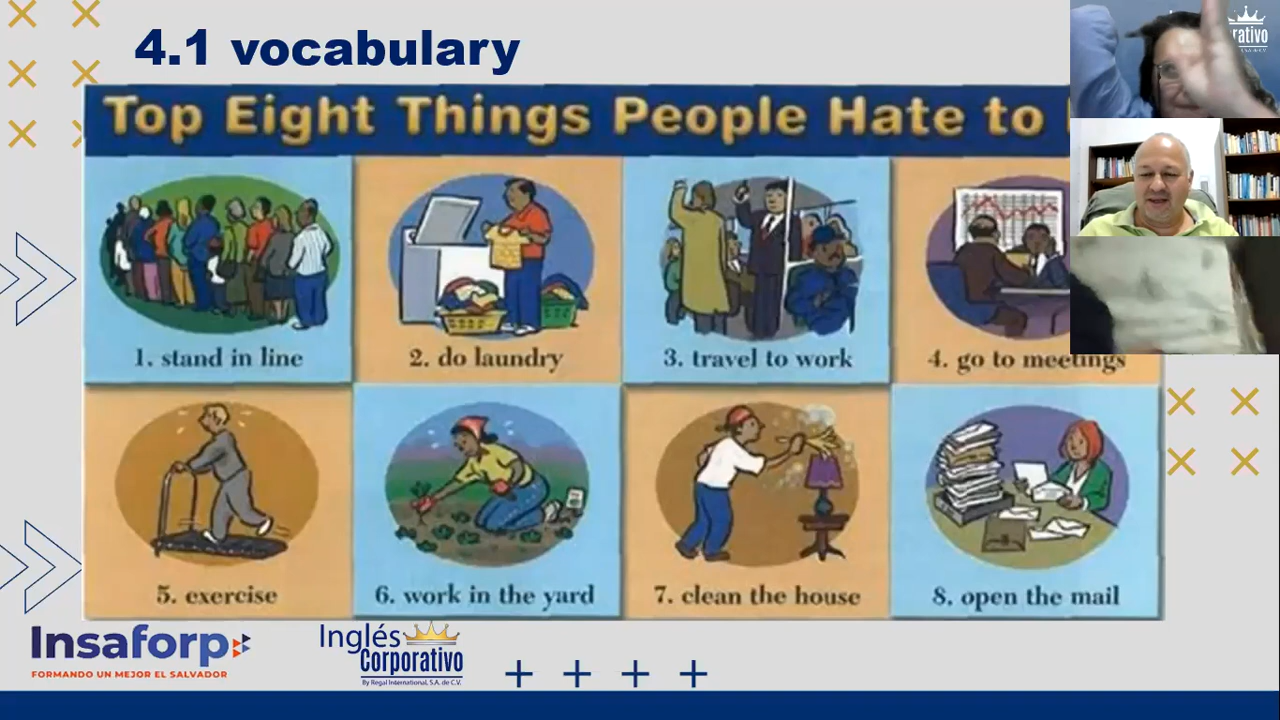 4.1 vocabulary
Top Eight Things People Hate to
1. stand in line
2. do laundry
3. travel to work
4. go to meetings
5. exercise
6. work in the yard
7. clean the house
8. open the mail
Insaforp
FORMANDO UN MEJOR EL SALVADOR
Inglés
Corporativo
By Regal International, S.A. de C.V.
rativo